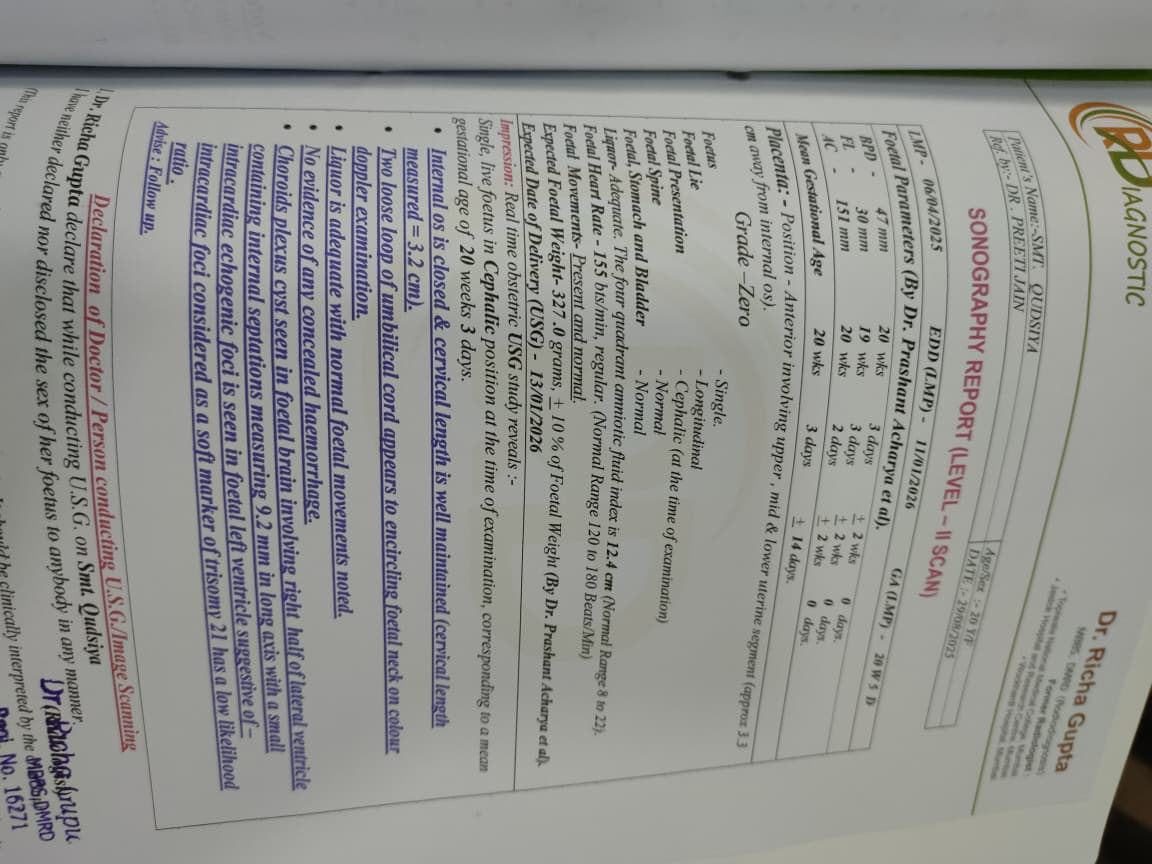 RDIAGNOSTIC
Dr. Richa Gupta
MBBS, DMRD (Radiodiagnosis)
Former Radiologist :
Patient's Name:-SMT. QUDSIYA
Age/Sex :- 20 Y/F
Ref. by:- DR . PREETI JAIN
DATE :- 29/08/2025
SONOGRAPHY REPORT (LEVEL – II SCAN)
LMP - 06/04/2025 EDD (LMP) - 11/01/2026 GA (LMP) - 20 W 5 D
Foetal Parameters (By Dr. Prashant Acharya et al).
BPD - 47 mm 20 wks 3 days ± 2 wks 0 days.
FL - 30 mm 19 wks 3 days ± 2 wks 0 days.
AC - 151 mm 20 wks 2 days ± 2 wks 0 days.
Mean Gestational Age 20 wks 3 days ± 14 days.
Placenta: - Position - Anterior involving upper , mid & lower uterine segment (approx 3.3
cm away from internal os).
Grade –Zero
Foetus - Single.
Foetal Lie - Longitudinal
Foetal Presentation - Cephalic (at the time of examination)
Foetal Spine - Normal
Foetal, Stomach and Bladder - Normal
Liquor- Adequate. The four quadrant amniotic fluid index is 12.4 cm (Normal Range 8 to 22).
Foetal Heart Rate - 155 bts/min, regular. (Normal Range 120 to 180 Beats/Min)
Foetal Movements- Present and normal.
Expected Foetal Weight- 327 .0 grams, ± 10 % of Foetal Weight (By Dr. Prashant Acharya et al).
Expected Date of Delivery (USG) - 13/01/2026
Impression: Real time obstetric USG study reveals :-
Single, live foetus in Cephalic position at the time of examination, corresponding to a mean
gestational age of 20 weeks 3 days.
• Internal os is closed & cervical length is well maintained (cervical length
measured = 3.2 cm).
• Two loose loop of umbilical cord appears to encircling foetal neck on colour
doppler examination.
• Liquor is adequate with normal foetal movements noted.
• No evidence of any concealed haemorrhage.
• Choroids plexus cyst seen in foetal brain involving right half of lateral ventricle
containing internal septations measuring 9.2 mm in long axis with a small
intracardiac echogenic foci is seen in foetal left ventricle suggestive of –
intracardiac foci considered as a soft marker of trisomy 21 has a low likelihood
ratio .
Advise : Follow up.
Declaration of Doctor / Person conducting U.S.G./Image Scanning
I, Dr. Richa Gupta declare that while conducting U.S.G. on Smt. Qudsiya
I have neither declared nor disclosed the sex of her foetus to anybody in any manner.
MBBS,DMRD
Regi. No. 16271
This report is only
should be clinically interpreted by the